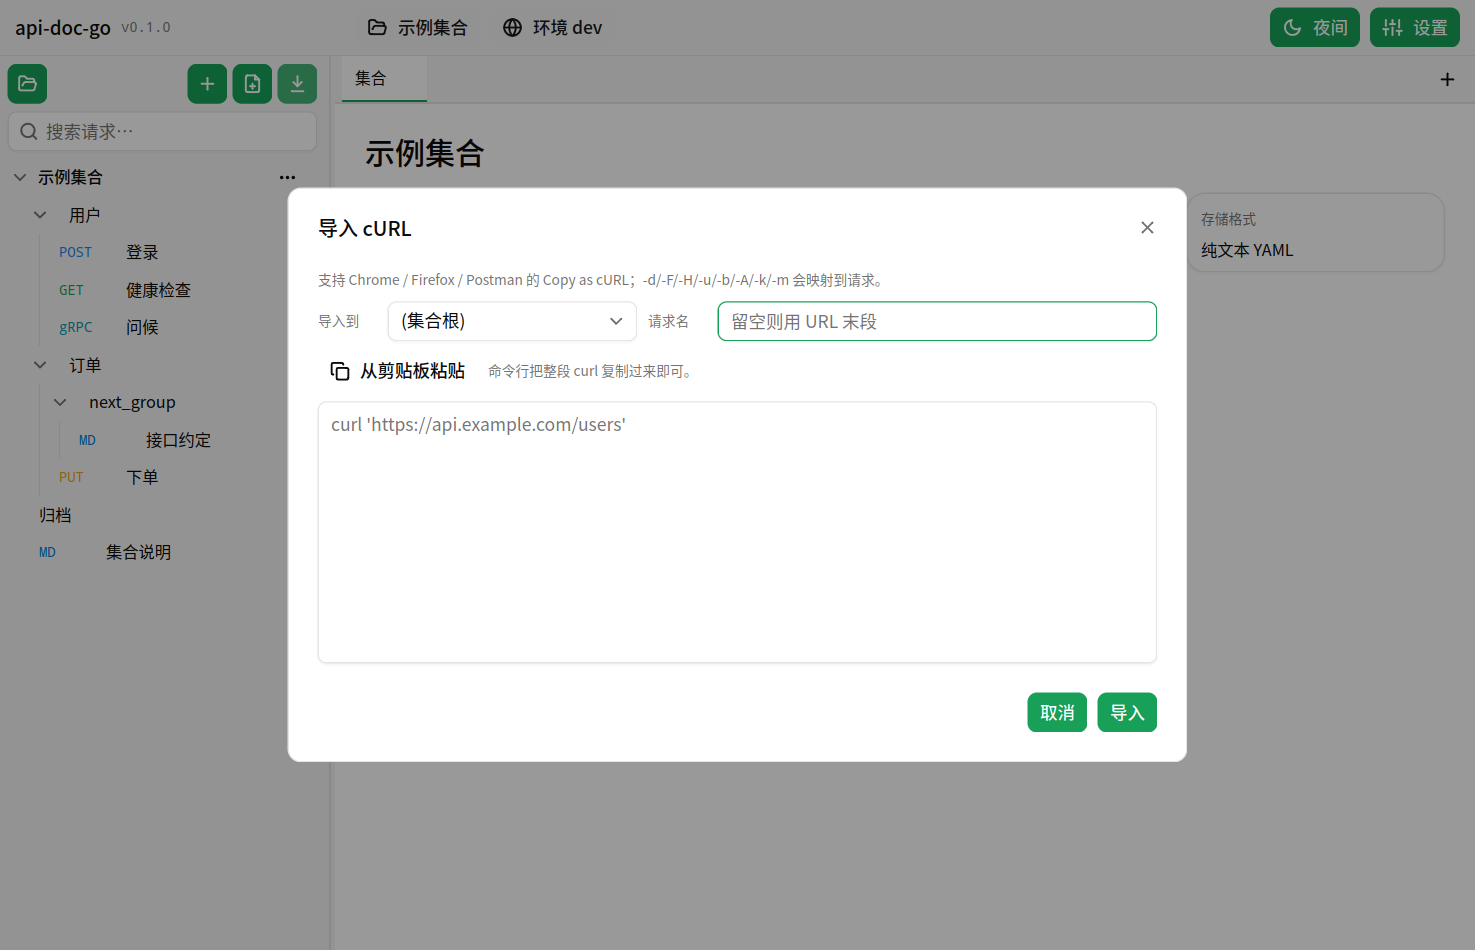 api-doc-go v0.1.0 示例集合 环境 dev 夜间 设置
集合
搜索请求…
示例集合
示例集合
用户
POST 登录
GET 健康检查
gRPC 问候
订单
next_group
MD 接口约定
PUT 下单
归档
MD 集合说明
存储格式
纯文本 YAML
导入 cURL
支持 Chrome / Firefox / Postman 的 Copy as cURL；-d/-F/-H/-u/-b/-A/-k/-m 会映射到请求。
导入到 (集合根) 请求名 留空则用 URL 末段
从剪贴板粘贴 命令行把整段 curl 复制过来即可。
curl 'https://api.example.com/users'
取消 导入